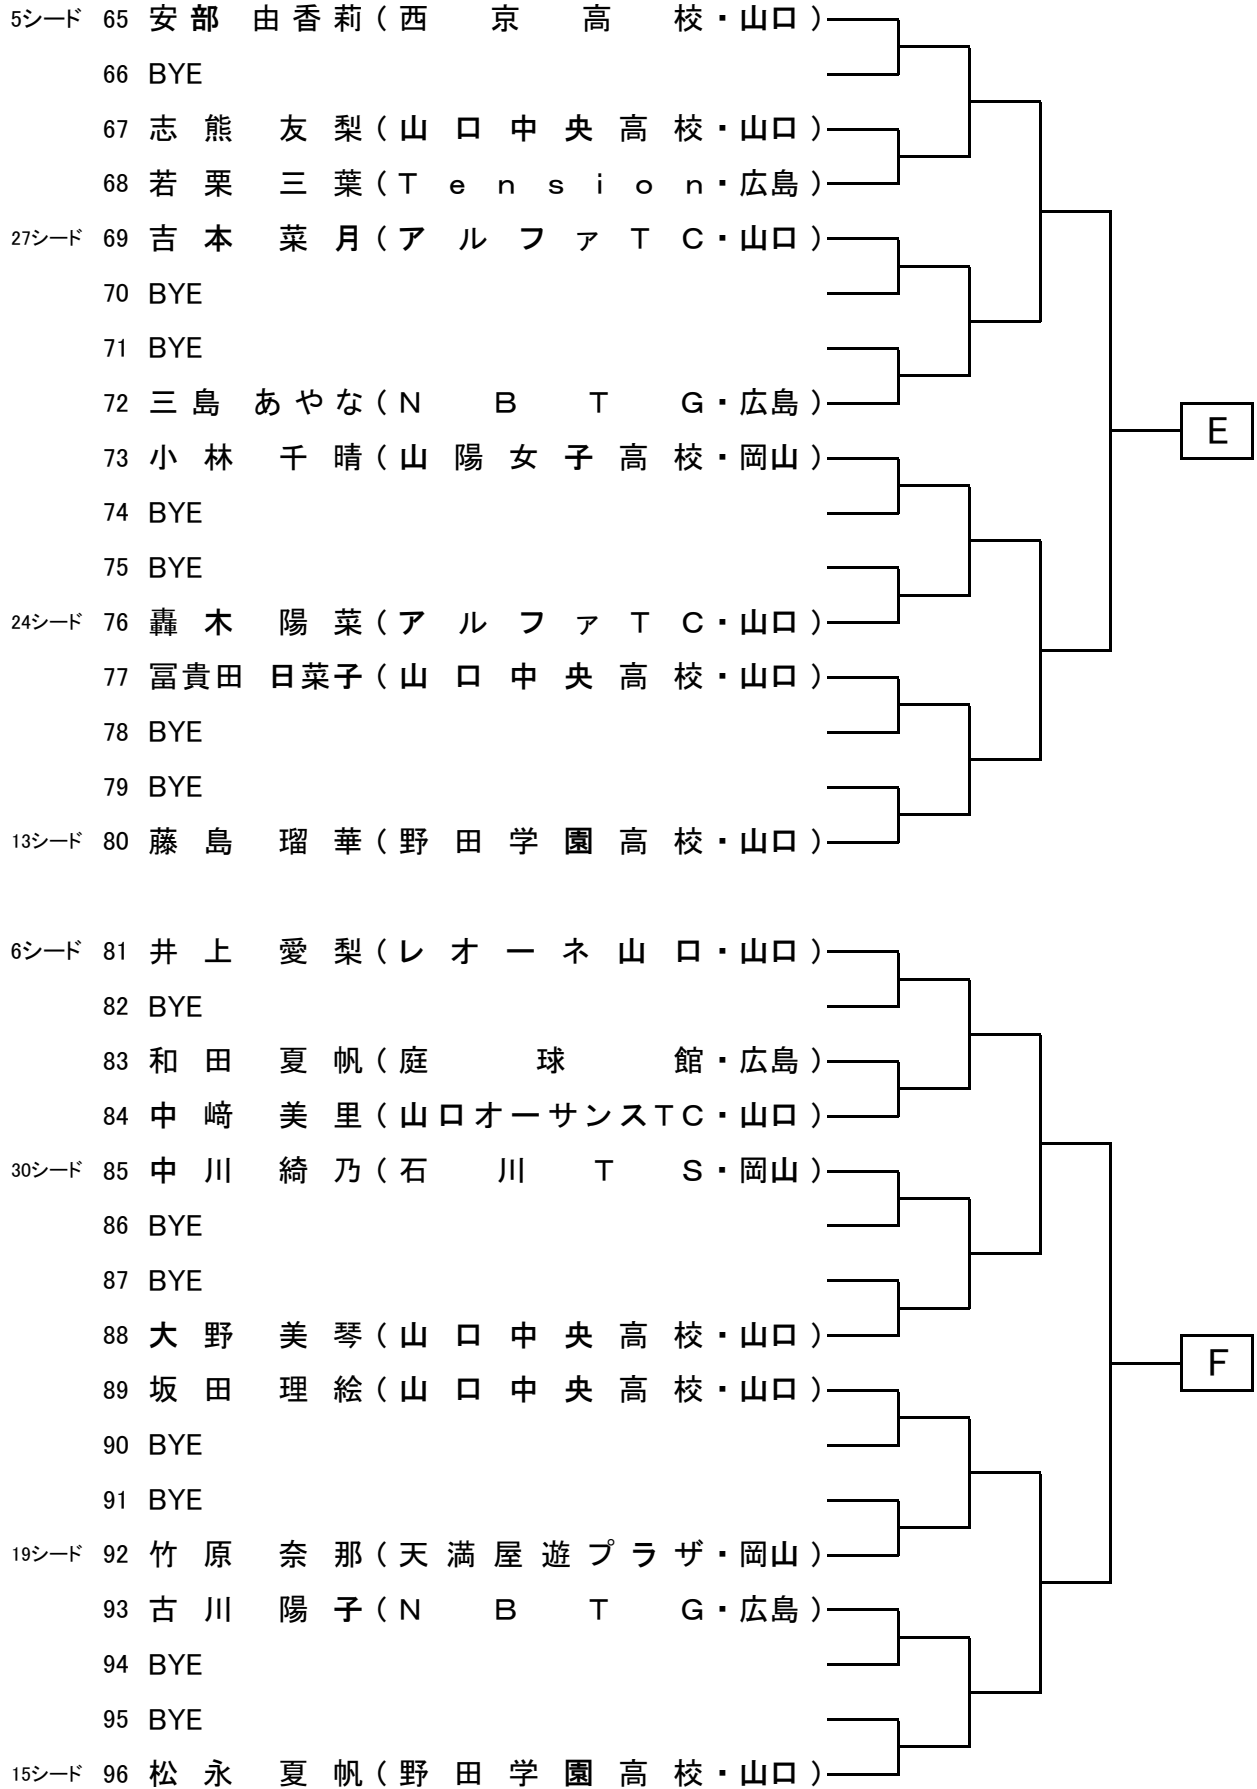 5シード 65 安部 由香莉(西京高校・山口)
66 BYE
67 志熊 友梨(山口中央高校・山口)
68 若栗 三葉(Tension・広島)
27シード 69 吉本 菜月(アルファTC・山口)
70 BYE
71 BYE
72 三島 あやな(NBTG・広島)
E
73 小林 千晴(山陽女子高校・岡山)
74 BYE
75 BYE
24シード 76 轟木 陽菜(アルファTC・山口)
77 冨貴田 日菜子(山口中央高校・山口)
78 BYE
79 BYE
13シード 80 藤島 瑠華(野田学園高校・山口)
6シード 81 井上 愛梨(レオーネ山口・山口)
82 BYE
83 和田 夏帆(庭球館・広島)
84 中﨑 美里(山口オーサンスTC・山口)
30シード 85 中川 綺乃(石川TS・岡山)
86 BYE
87 BYE
88 大野 美琴(山口中央高校・山口)
F
89 坂田 理絵(山口中央高校・山口)
90 BYE
91 BYE
19シード 92 竹原 奈那(天満屋遊プラザ・岡山)
93 古川 陽子(NBTG・広島)
94 BYE
95 BYE
15シード 96 松永 夏帆(野田学園高校・山口)